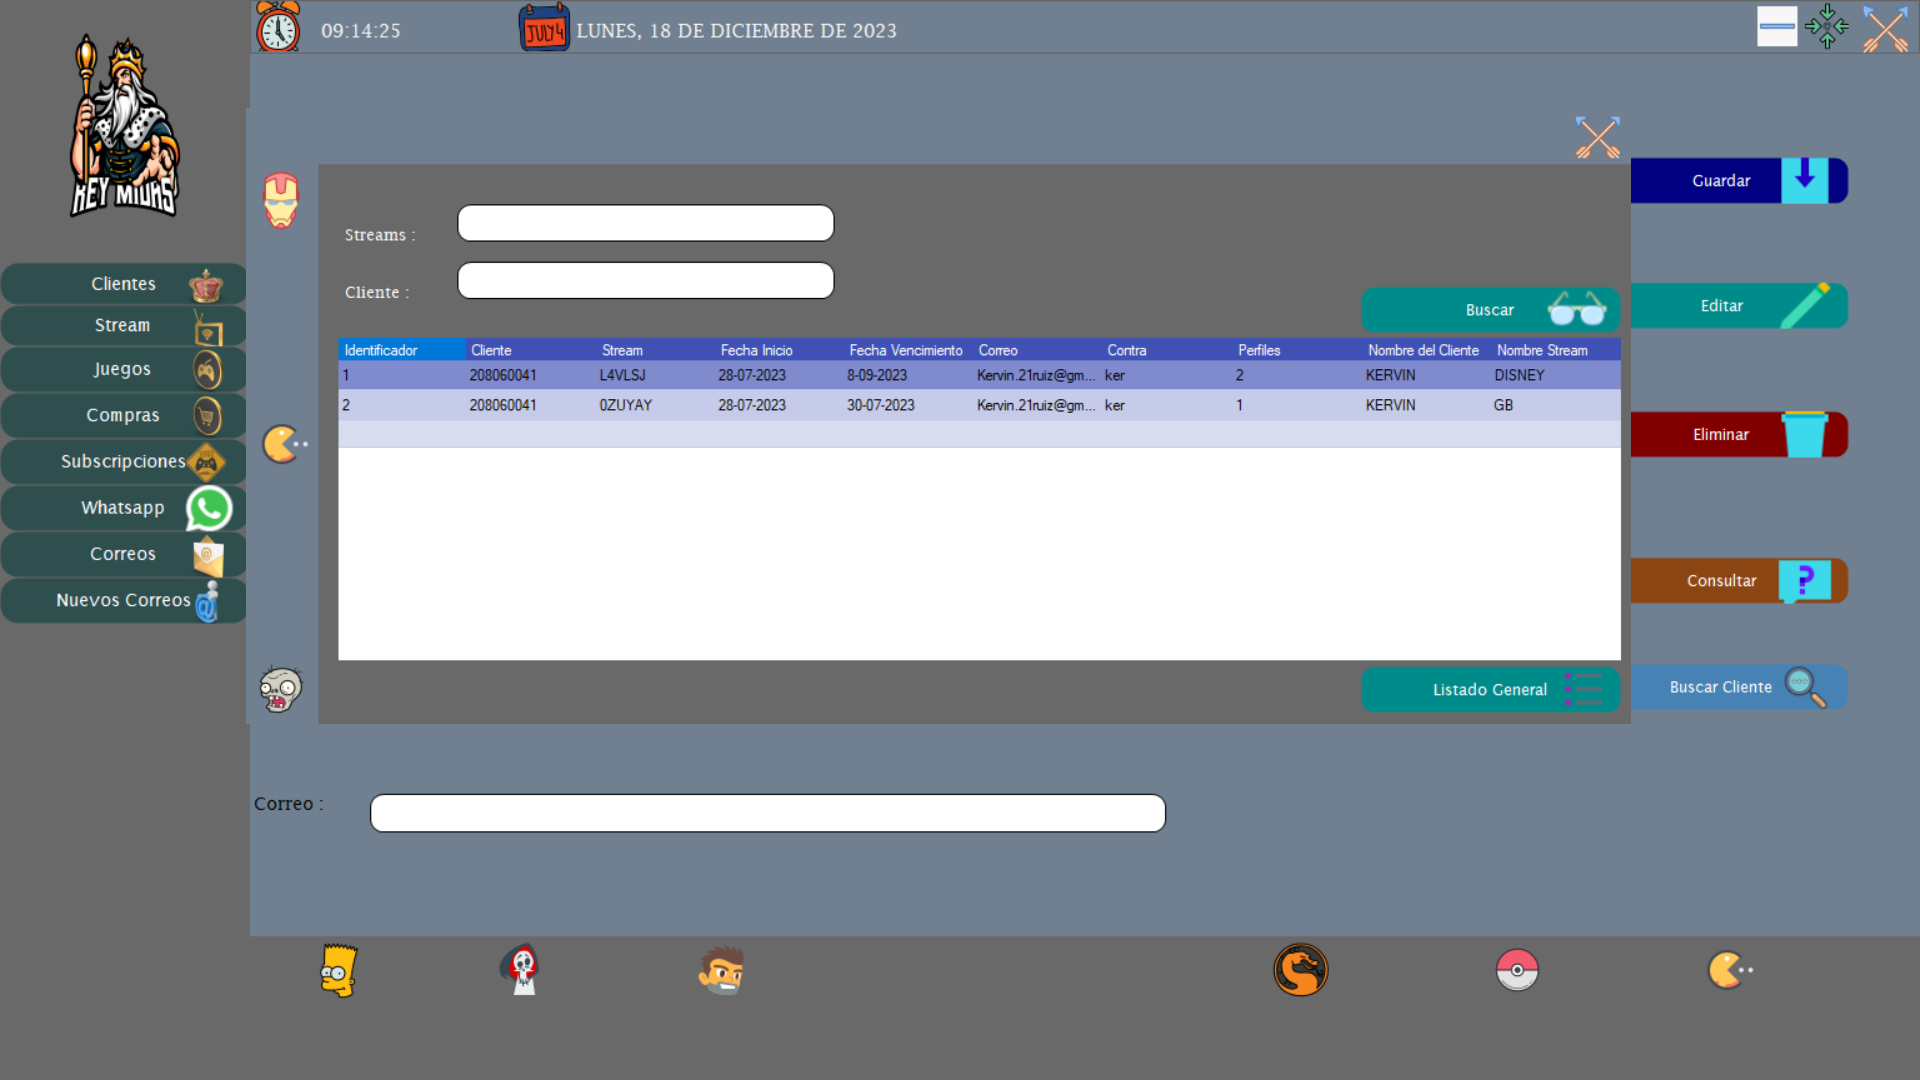 09:14:25
JULY 4
LUNES, 18 DE DICIEMBRE DE 2023
REY MIDAS
Clientes
Stream
Juegos
Compras
Subscripciones
Whatsapp
Correos
Nuevos Correos
Streams :
Cliente :
Buscar
Identificador Cliente Stream Fecha Inicio Fecha Vencimiento Correo Contra Perfiles Nombre del Cliente Nombre Stream
1 208060041 L4VLSJ 28-07-2023 8-09-2023 Kervin.21ruiz@gm... ker 2 KERVIN DISNEY
2 208060041 0ZUYAY 28-07-2023 30-07-2023 Kervin.21ruiz@gm... ker 1 KERVIN GB
Listado General
Guardar
Editar
Eliminar
Consultar
?
Buscar Cliente
Correo :